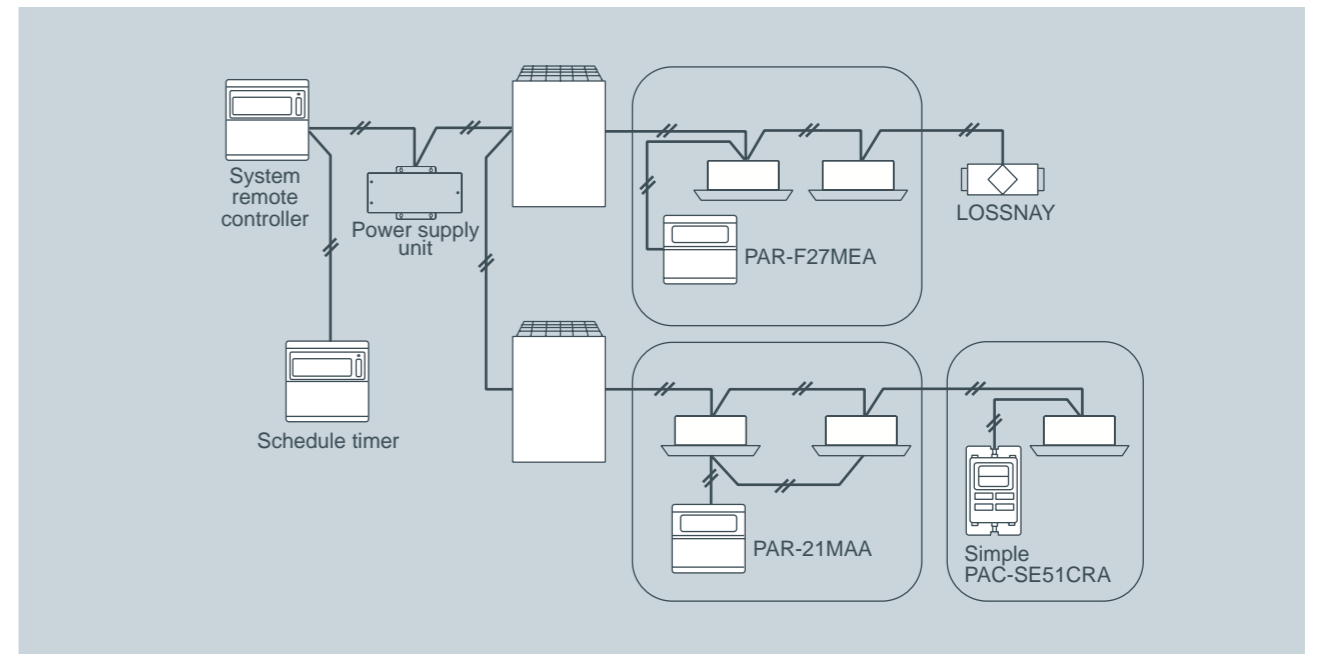 System
remote
controller
Power supply
unit
LOSSNAY
PAR-F27MEA
Schedule timer
PAR-21MAA
Simple
PAC-SE51CRA